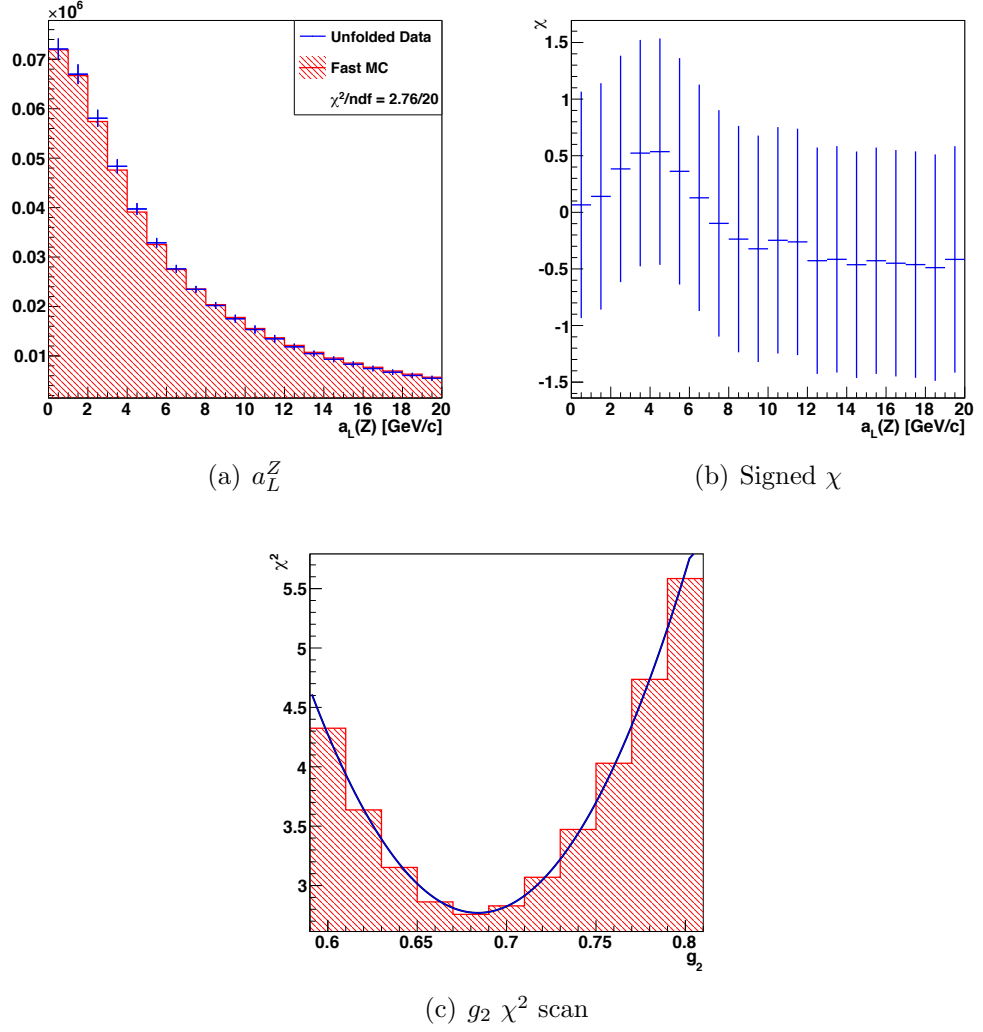 ×10⁶
0.07
0.06
0.05
0.04
0.03
0.02
0.01
Unfolded Data
Fast MC
χ²/ndf = 2.76/20
0 2 4 6 8 10 12 14 16 18 20
a_L(Z) [GeV/c]
(a) a_L^Z
χ
1.5
1
0.5
0
-0.5
-1
-1.5
0 2 4 6 8 10 12 14 16 18 20
a_L(Z) [GeV/c]
(b) Signed χ
χ²
5.5
5
4.5
4
3.5
3
0.6 0.65 0.7 0.75 0.8
g₂
(c) g₂ χ² scan